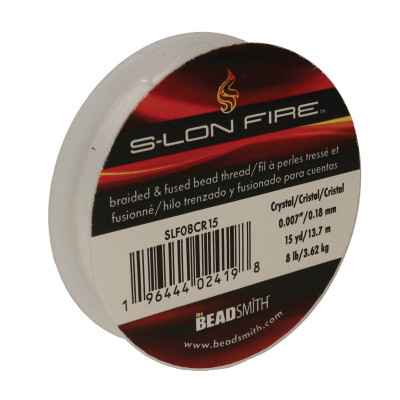 S-LON FIRE™
braided & fused bead thread/fil à perles tressé et
fusionné/hilo trenzado y fusionado para cuentas
SLF08CR15
1 96444 02419 8
Crystal/Cristal/Cristal
0.007"/0.18 mm
15 yd/13.7 m
8 lb/3.62 kg
the BEADSMITH®
www.beadsmith.com